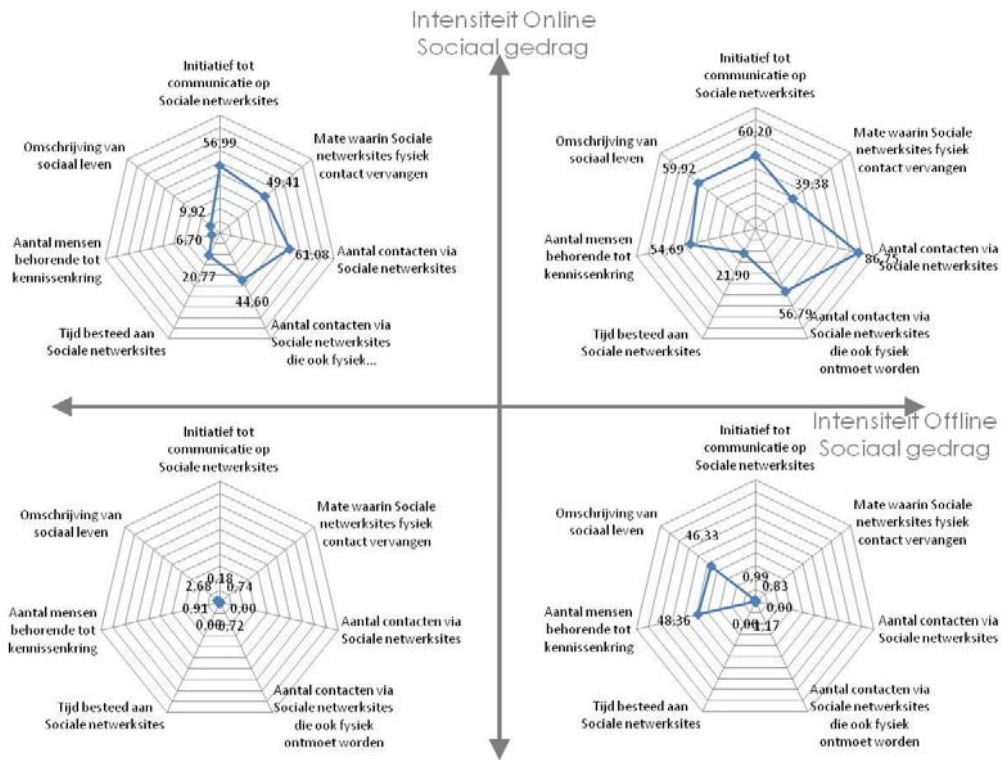 Intensiteit Online
Sociaal gedrag
Initiatief tot
communicatie op
Sociale netwerksites
56,99
Mate waarin Sociale
netwerksites fysiek
contact vervangen
49,41
Omschrijving van
sociaal leven
9,92
Aantal mensen
behorende tot
kennissenkring
6,70
61,08
Aantal contacten via
Sociale netwerksites
20,77
44,60
Tijd besteed aan
Sociale netwerksites
Aantal contacten via
Sociale netwerksites
die ook fysiek...
Initiatief tot
communicatie op
Sociale netwerksites
60,20
Mate waarin Sociale
netwerksites fysiek
contact vervangen
39,38
Omschrijving van
sociaal leven
59,92
Aantal mensen
behorende tot
kennissenkring
54,69
Aantal contacten via
Sociale netwerksites
86,75
21,90
56,79
Tijd besteed aan
Sociale netwerksites
Aantal contacten via
Sociale netwerksites
die ook fysiek
ontmoet worden
Intensiteit Offline
Sociaal gedrag
Initiatief tot
communicatie op
Sociale netwerksites
0,18
Mate waarin Sociale
netwerksites fysiek
contact vervangen
0,74
Omschrijving van
sociaal leven
2,68
Aantal mensen
behorende tot
kennissenkring
0,91
0,00
Aantal contacten via
Sociale netwerksites
0,00
0,72
Tijd besteed aan
Sociale netwerksites
Aantal contacten via
Sociale netwerksites
die ook fysiek
ontmoet worden
Initiatief tot
communicatie op
Sociale netwerksites
0,99
Mate waarin Sociale
netwerksites fysiek
contact vervangen
0,83
Omschrijving van
sociaal leven
46,33
Aantal mensen
behorende tot
kennissenkring
48,36
0,00
Aantal contacten via
Sociale netwerksites
0,00
1,17
Tijd besteed aan
Sociale netwerksites
Aantal contacten via
Sociale netwerksites
die ook fysiek
ontmoet worden